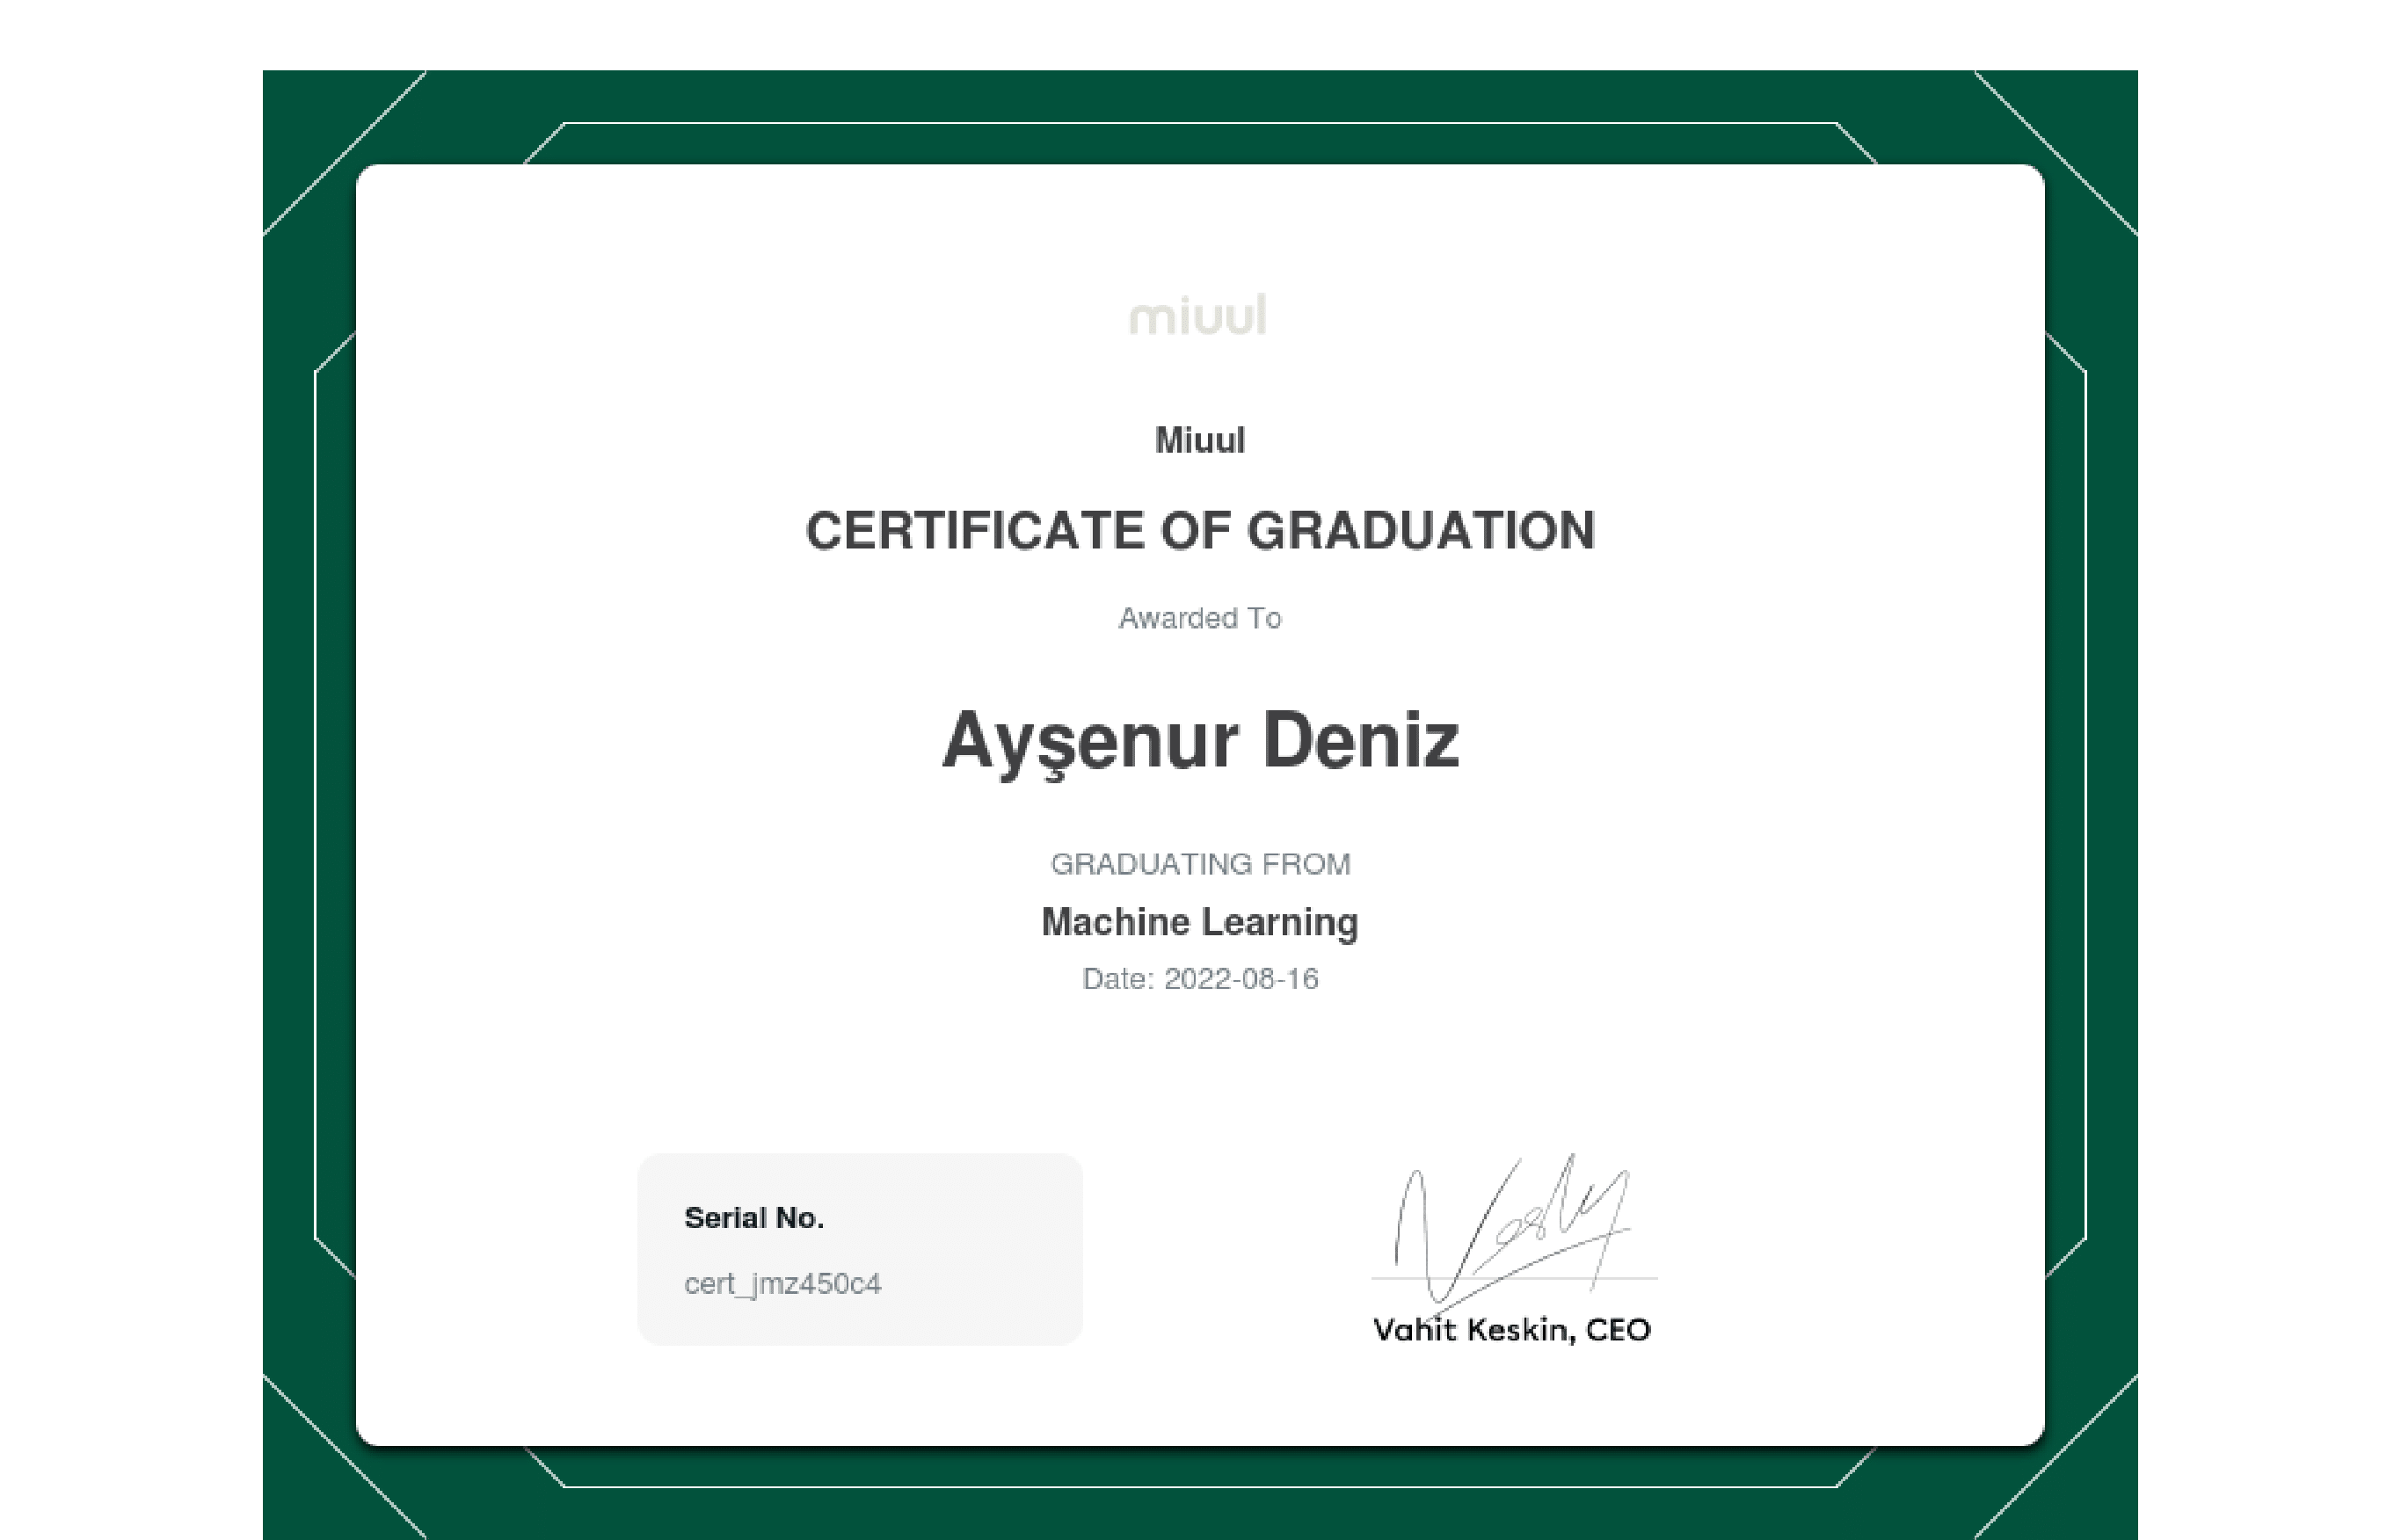 miuul
Miuul
CERTIFICATE OF GRADUATION
Awarded To
Ayşenur Deniz
GRADUATING FROM
Machine Learning
Date: 2022-08-16
Serial No.
cert_jmz450c4
Vahit Keskin, CEO